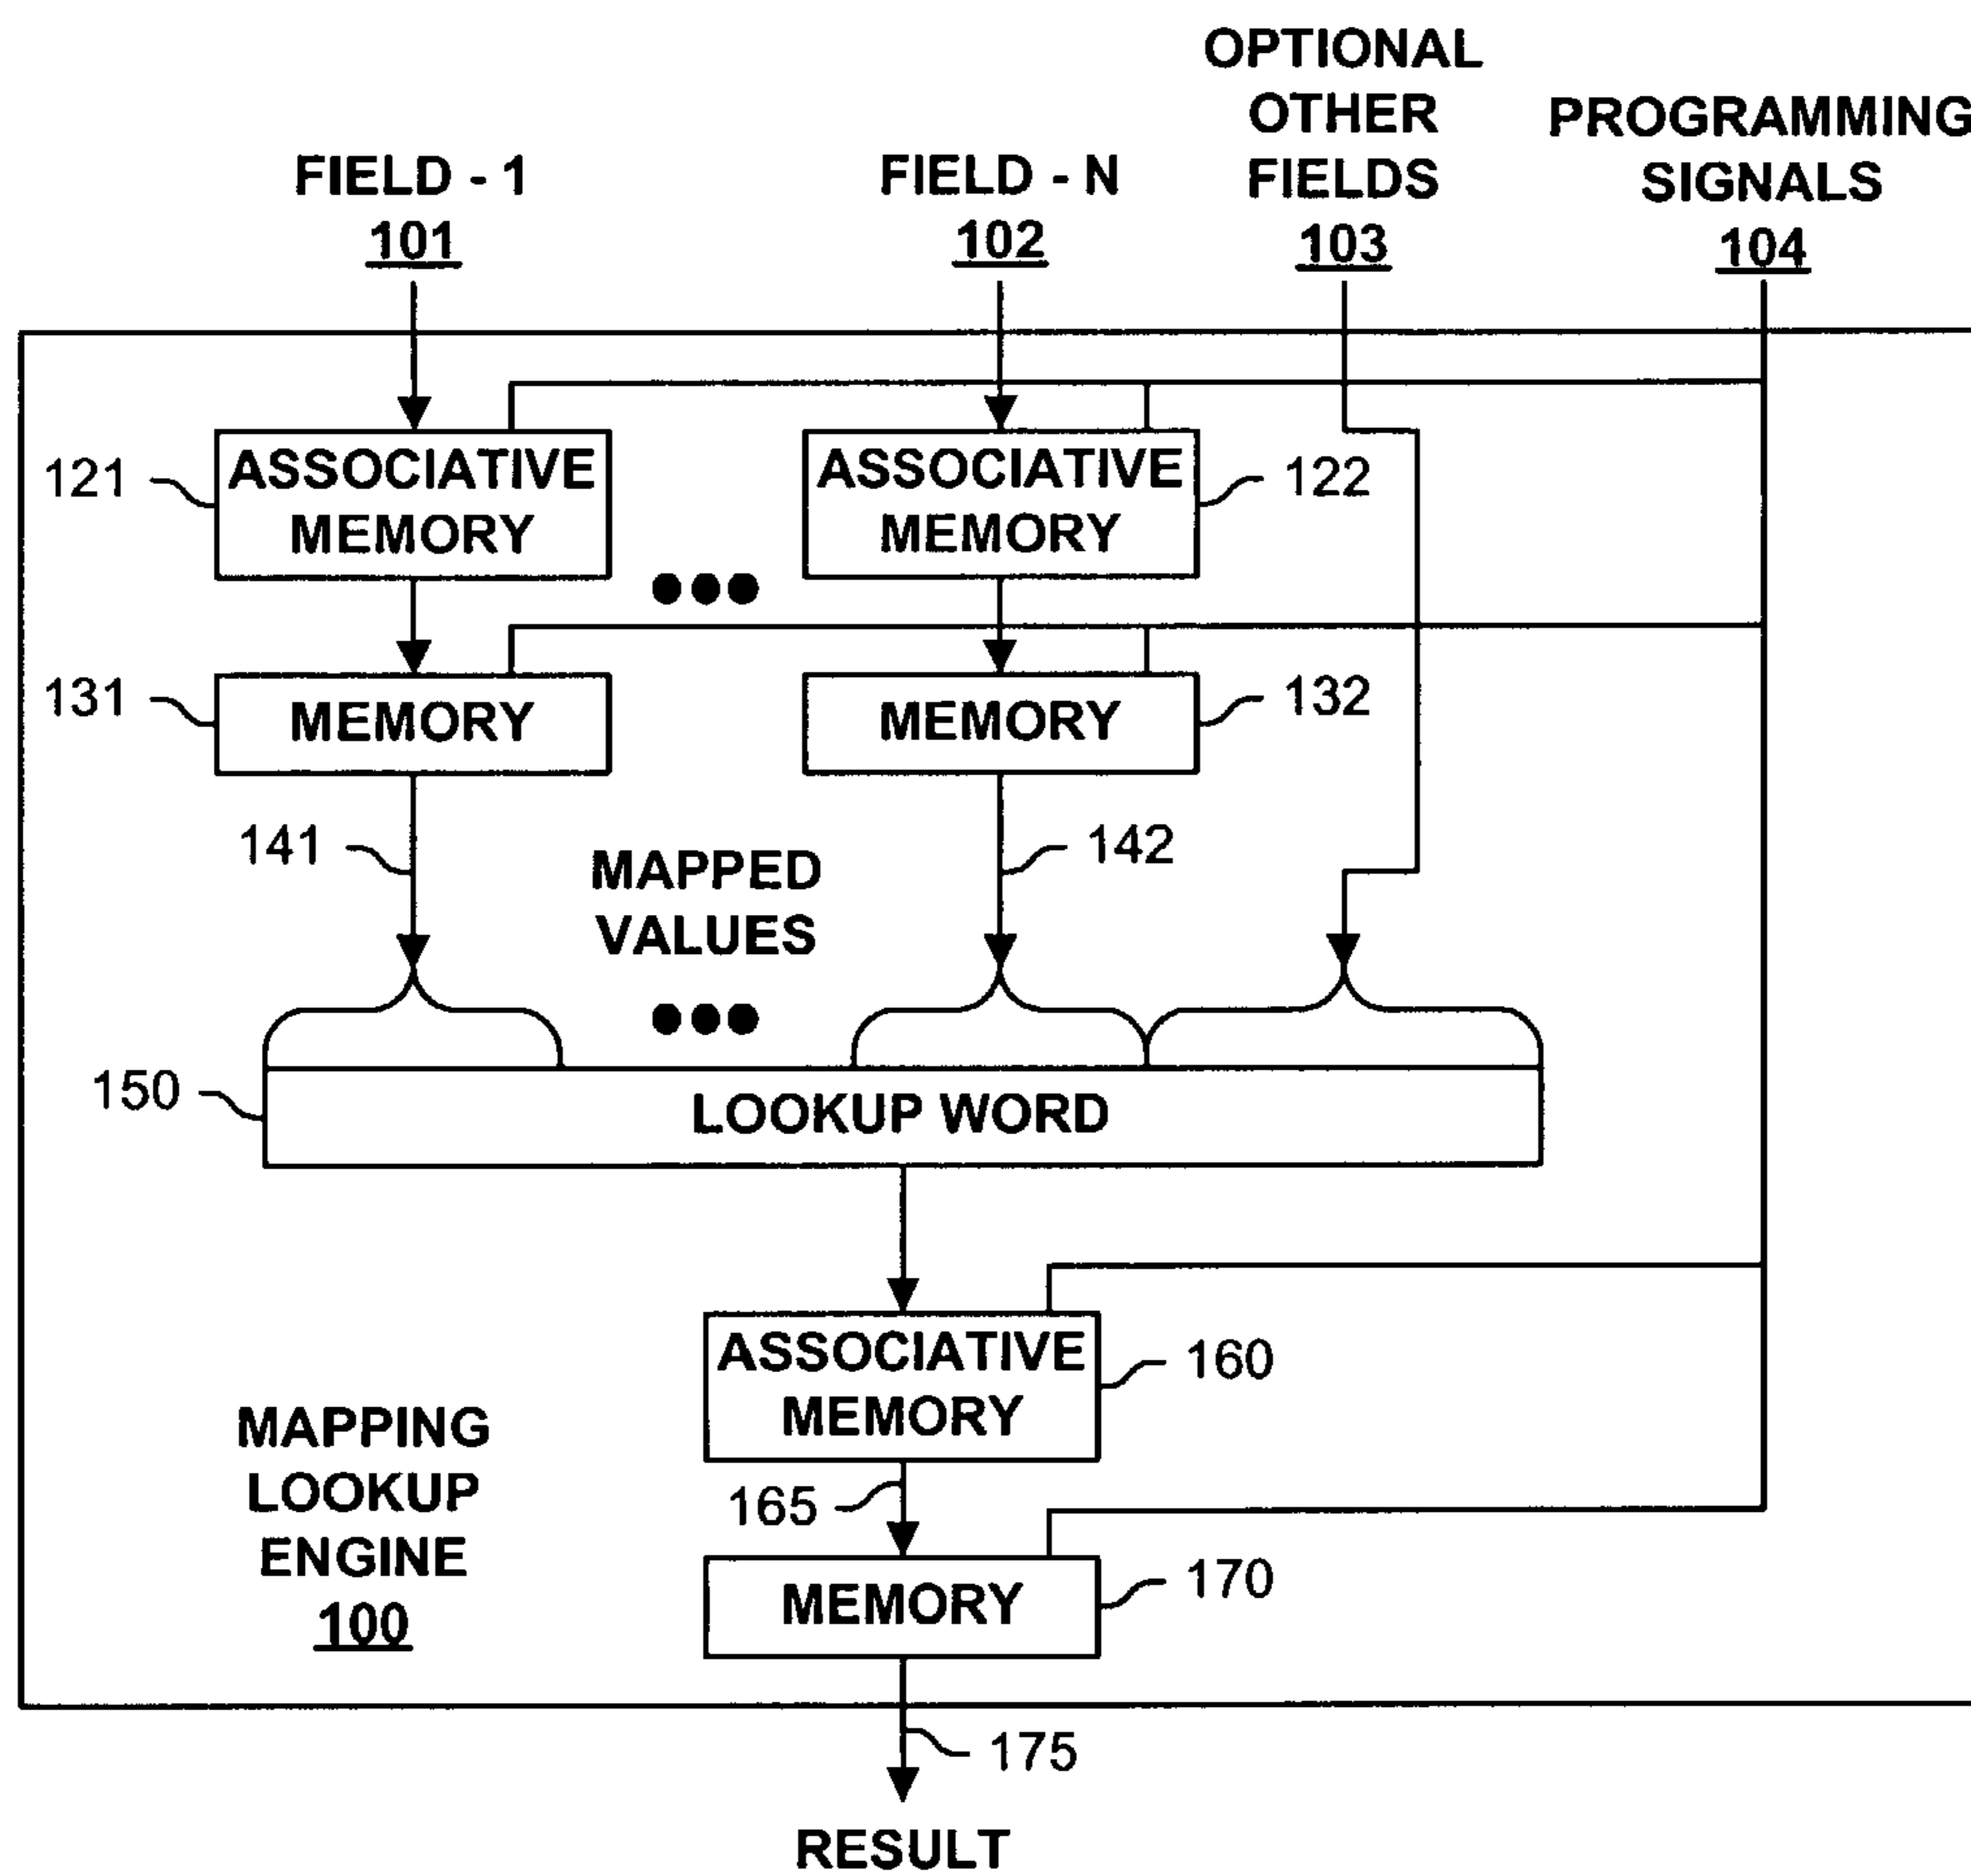 OPTIONAL
OTHER
FIELDS
103
PROGRAMMING
SIGNALS
104
FIELD - 1
101
FIELD - N
102
121
ASSOCIATIVE
MEMORY
ASSOCIATIVE
MEMORY
122
131
MEMORY
MEMORY
132
141
MAPPED
VALUES
142
150
LOOKUP WORD
ASSOCIATIVE
MEMORY
160
165
MAPPING
LOOKUP
ENGINE
100
MEMORY
170
175
RESULT